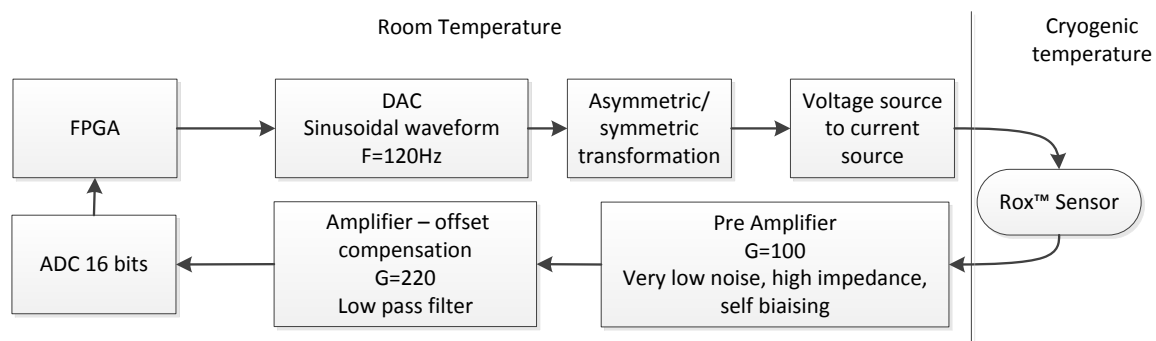 Room Temperature
Cryogenic
temperature
FPGA
DAC
Sinusoidal waveform
F=120Hz
Asymmetric/
symmetric
transformation
Voltage source
to current
source
Rox™ Sensor
Pre Amplifier
G=100
Very low noise, high impedance,
self biaising
Amplifier – offset
compensation
G=220
Low pass filter
ADC 16 bits